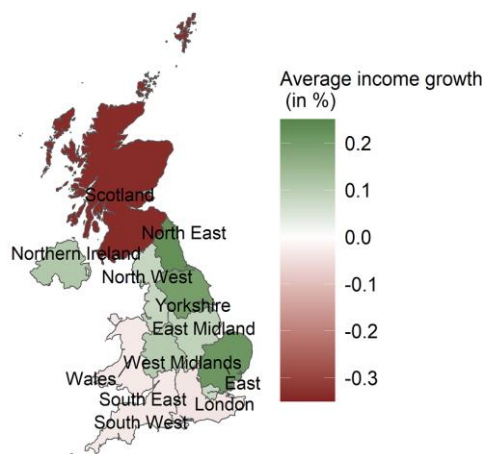 Average income growth
(in %)
0.2
0.1
0.0
-0.1
-0.2
-0.3
Scotland
North East
Northern Ireland
North West
Yorkshire
East Midland
West Midlands
Wales
East
South East
London
South West